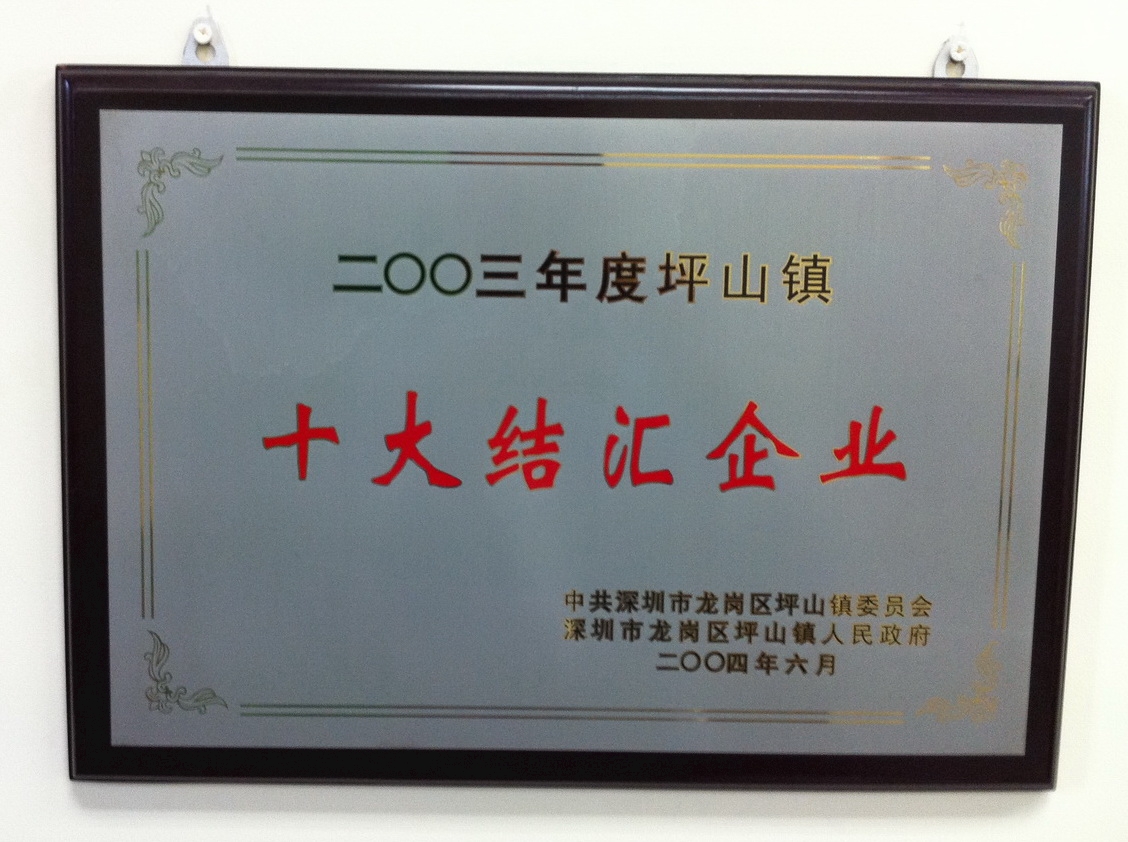 二〇〇三年度坪山镇
十大结汇企业
中共深圳市龙岗区坪山镇委员会
深圳市龙岗区坪山镇人民政府
二〇〇四年六月